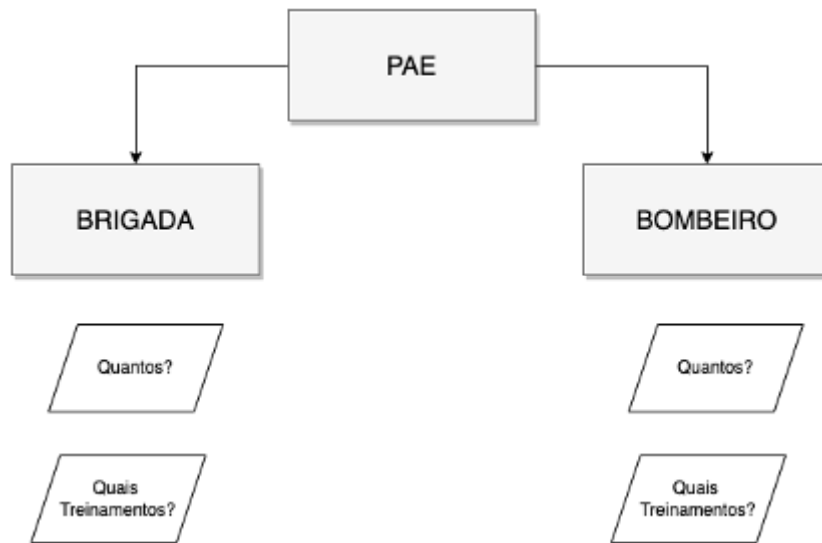 PAE
BRIGADA
BOMBEIRO
Quantos?
Quantos?
Quais
Treinamentos?
Quais
Treinamentos?